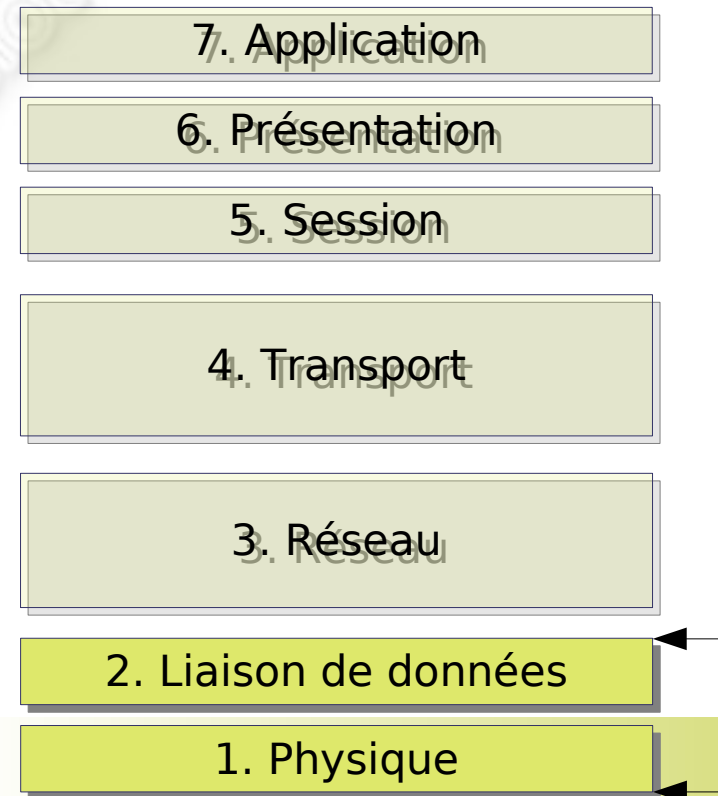 7. Application
6. Présentation
5. Session
4. Transport
3. Réseau
2. Liaison de données
1. Physique